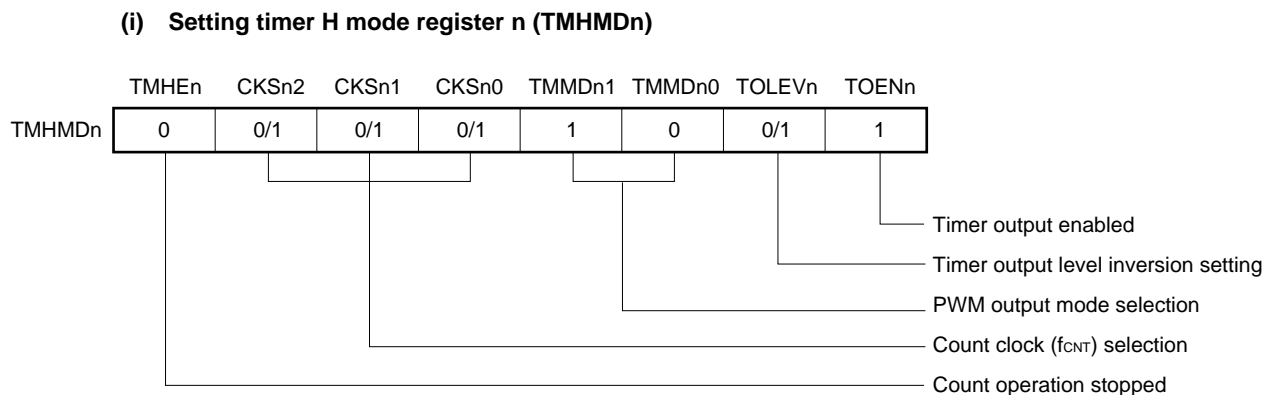 (i) Setting timer H mode register n (TMHMDn)
TMHEn CKSn2 CKSn1 CKSn0 TMMDn1 TMMDn0 TOLEVn TOENn
TMHMDn 0 0/1 0/1 0/1 1 0 0/1 1
Timer output enabled
Timer output level inversion setting
PWM output mode selection
Count clock (fCNT) selection
Count operation stopped